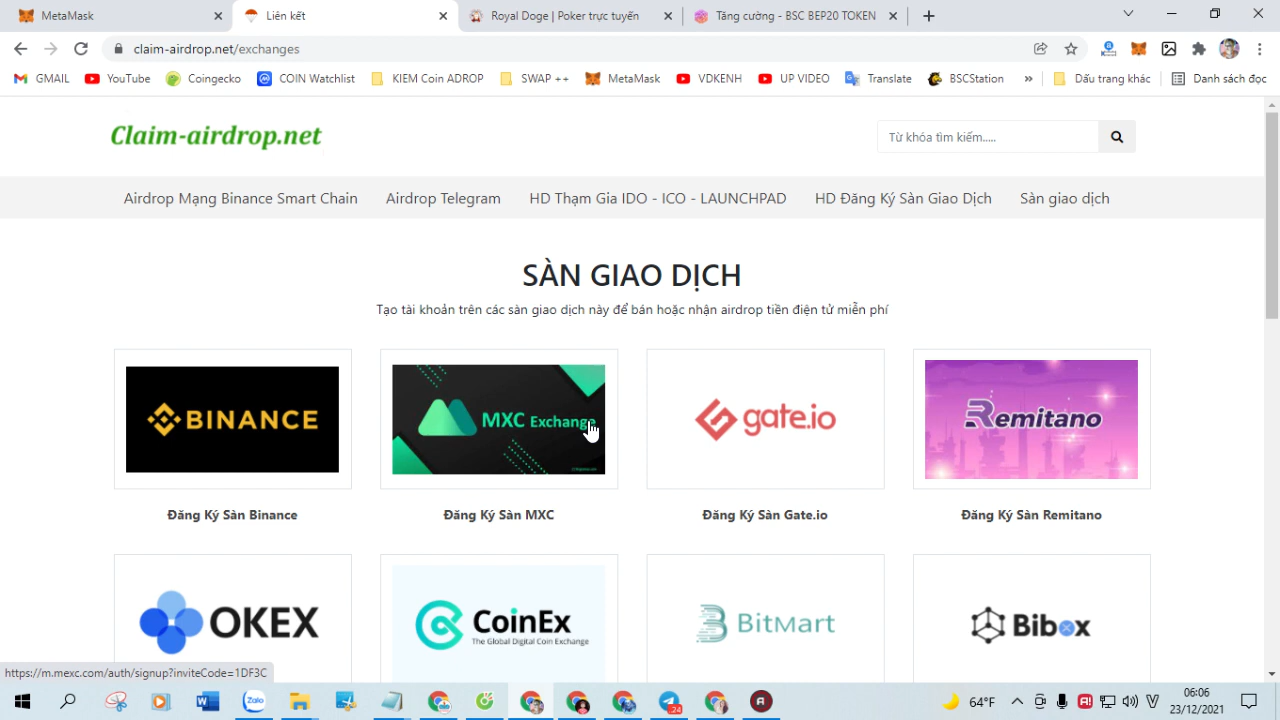 MetaMask
Liên kết
Royal Doge | Poker trực tuyến
Tăng cường - BSC BEP20 TOKEN
claim-airdrop.net/exchanges
GMAIL
YouTube
Coingecko
COIN Watchlist
KIEM Coin ADROP
SWAP ++
MetaMask
VDKENH
UP VIDEO
Translate
BSCStation
»
Dấu trang khác
Danh sách đọc
Claim-airdrop.net
Từ khóa tìm kiếm.....
Airdrop Mạng Binance Smart Chain
Airdrop Telegram
HD Thạm Gia IDO - ICO - LAUNCHPAD
HD Đăng Ký Sàn Giao Dịch
Sàn giao dịch
SÀN GIAO DỊCH
Tạo tài khoản trên các sàn giao dịch này để bán hoặc nhận airdrop tiền điện tử miễn phí
BINANCE
MXC Exchange
gate.io
Remitano
Đăng Ký Sàn Binance
Đăng Ký Sàn MXC
Đăng Ký Sàn Gate.io
Đăng Ký Sàn Remitano
OKEX
CoinEx
The Global Digital Coin Exchange
BitMart
Bibox
https://m.mexc.com/auth/signup?inviteCode=1DF3C
Zalo
24
64°F
06:06
23/12/2021